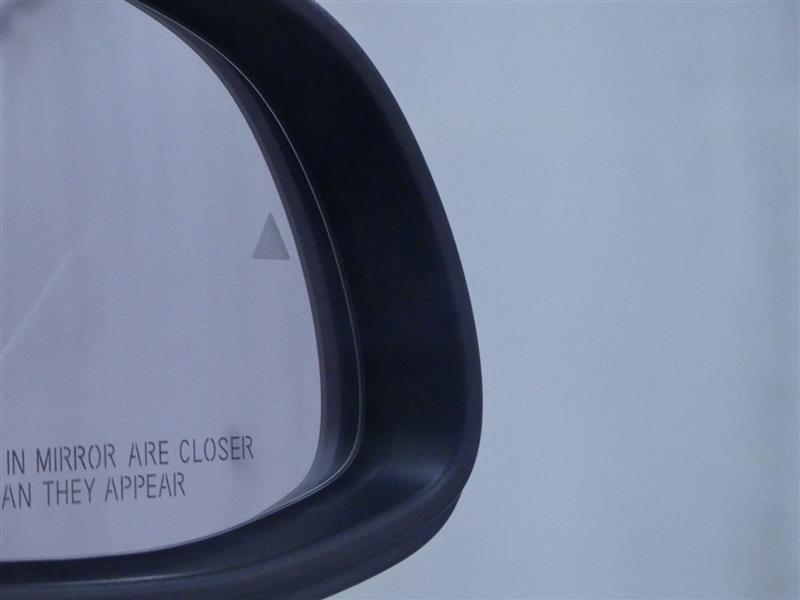 IN MIRROR ARE CLOSER
AN THEY APPEAR